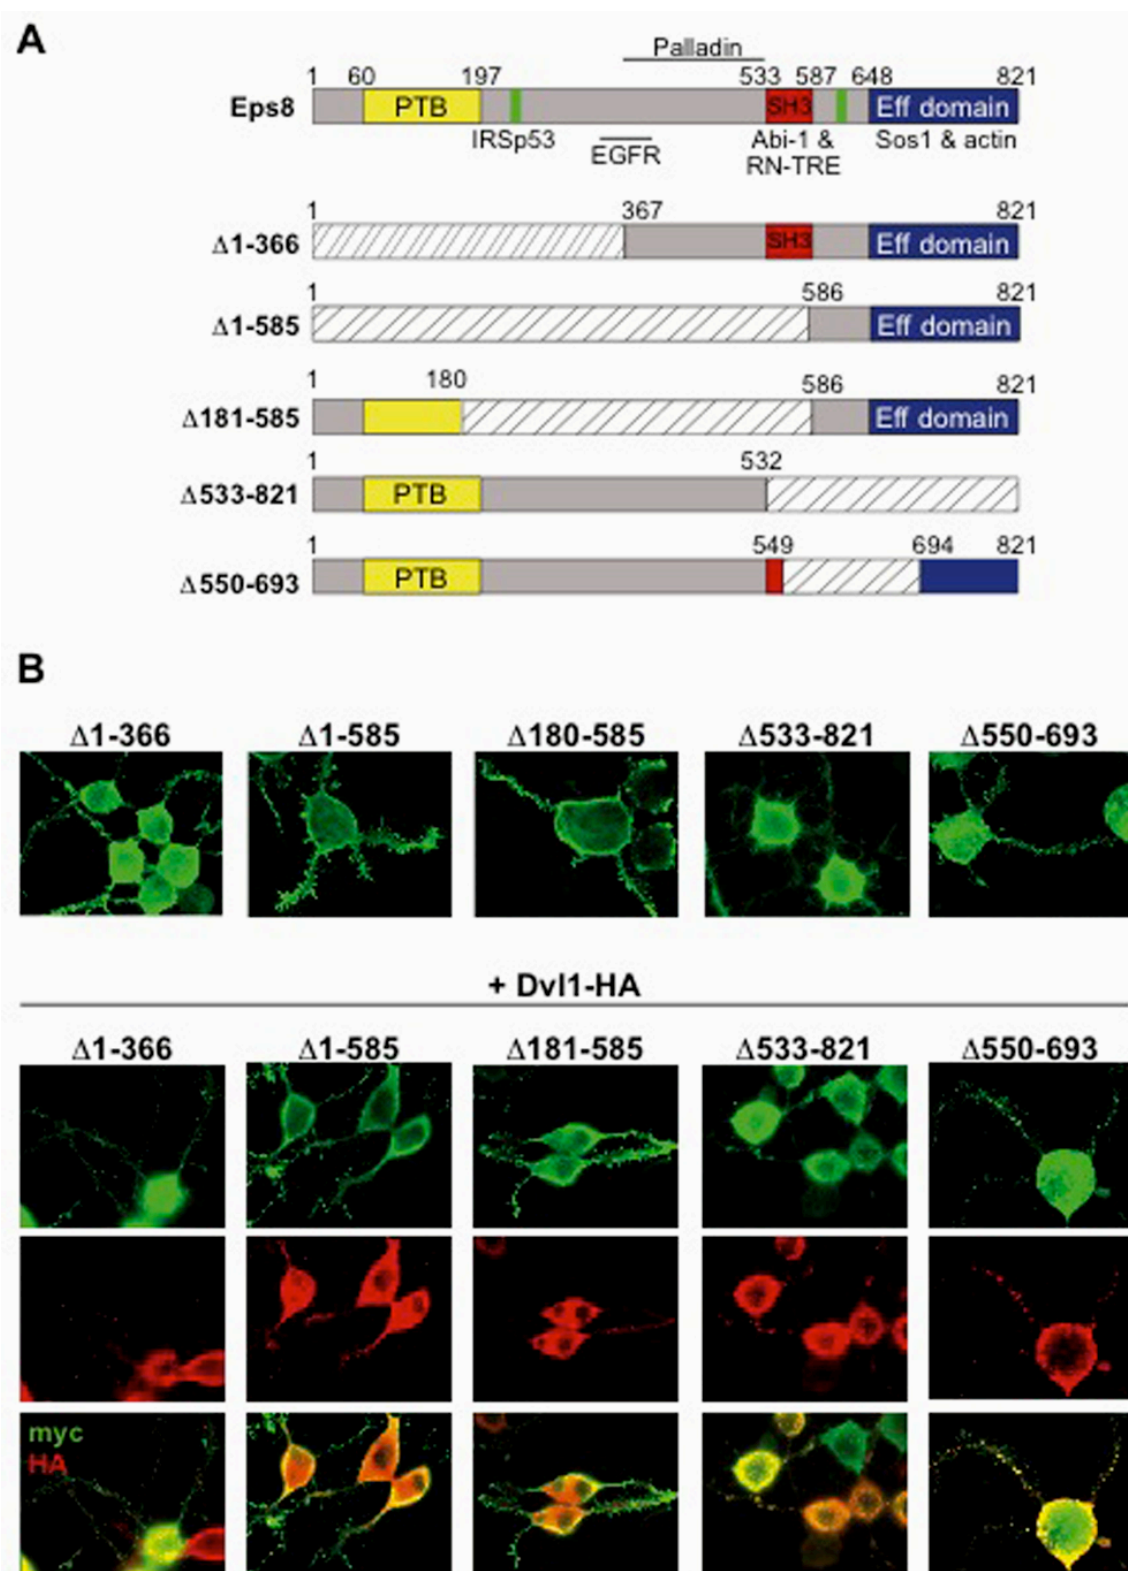 A
Palladin
1 60 197 533 587 648 821
Eps8 PTB SH3 Eff domain
IRSp53 EGFR Abi-1 & Sos1 & actin
RN-TRE
1 367 821
Δ1-366 SH3 Eff domain
1 586 821
Δ1-585 Eff domain
1 180 586 821
Δ181-585 Eff domain
1 532
Δ533-821 PTB
1 549 694 821
Δ550-693 PTB
B
Δ1-366 Δ1-585 Δ180-585 Δ533-821 Δ550-693
+ Dvl1-HA
Δ1-366 Δ1-585 Δ181-585 Δ533-821 Δ550-693
myc
HA